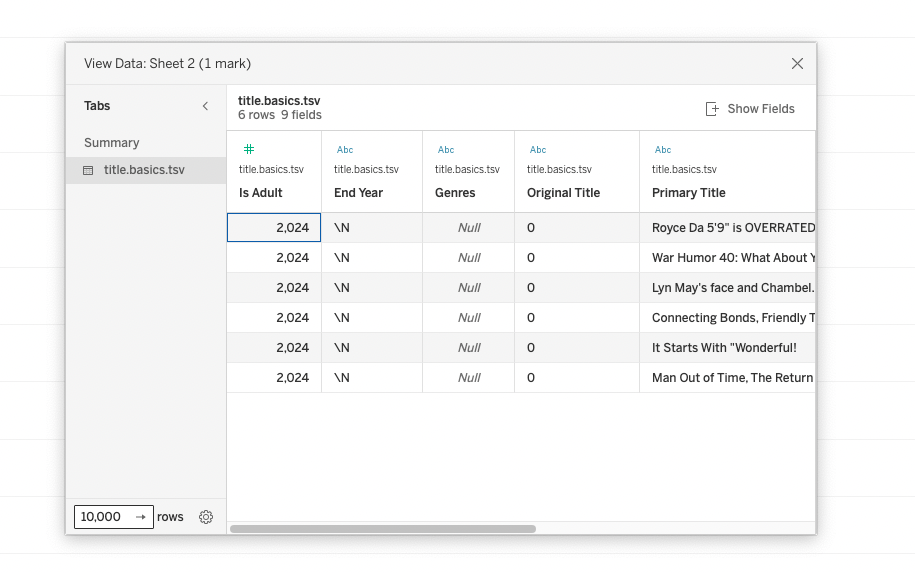 View Data: Sheet 2 (1 mark)
Tabs
Summary
title.basics.tsv
title.basics.tsv
6 rows 9 fields
Show Fields
# Abc Abc Abc Abc
title.basics.tsv title.basics.tsv title.basics.tsv title.basics.tsv title.basics.tsv
Is Adult End Year Genres Original Title Primary Title
2,024 \N Null 0 Royce Da 5'9" is OVERRATED
2,024 \N Null 0 War Humor 40: What About
2,024 \N Null 0 Lyn May's face and Chambel.
2,024 \N Null 0 Connecting Bonds, Friendly
2,024 \N Null 0 It Starts With "Wonderful!
2,024 \N Null 0 Man Out of Time, The Return
10,000 → rows